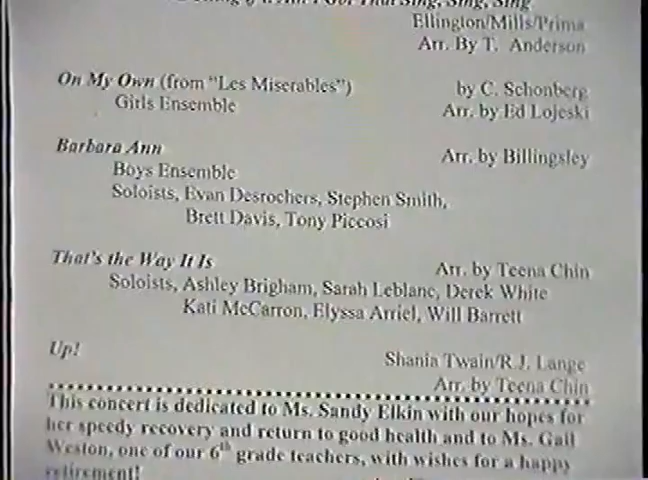 Got That Sing, Sing, Sing
Ellington/Mills/Prima
Arr. By T. Anderson
On My Own (from "Les Miserables") by C. Schonberg
Girls Ensemble Arr. by Ed Lojeski
Barbara Ann Arr. by Billingsley
Boys Ensemble
Soloists, Evan Desrochers, Stephen Smith,
Brett Davis, Tony Piccosi
That's the Way It Is Arr. by Teena Chin
Soloists, Ashley Brigham, Sarah Leblanc, Derek White
Kati McCarron, Elyssa Arriel, Will Barrett
Up! Shania Twain/R.J. Lange
Arr. by Teena Chin
This concert is dedicated to Ms. Sandy Elkin with our hopes for
her speedy recovery and return to good health and to Ms. Gail
Weston, one of our 6th grade teachers, with wishes for a happy
retirement!